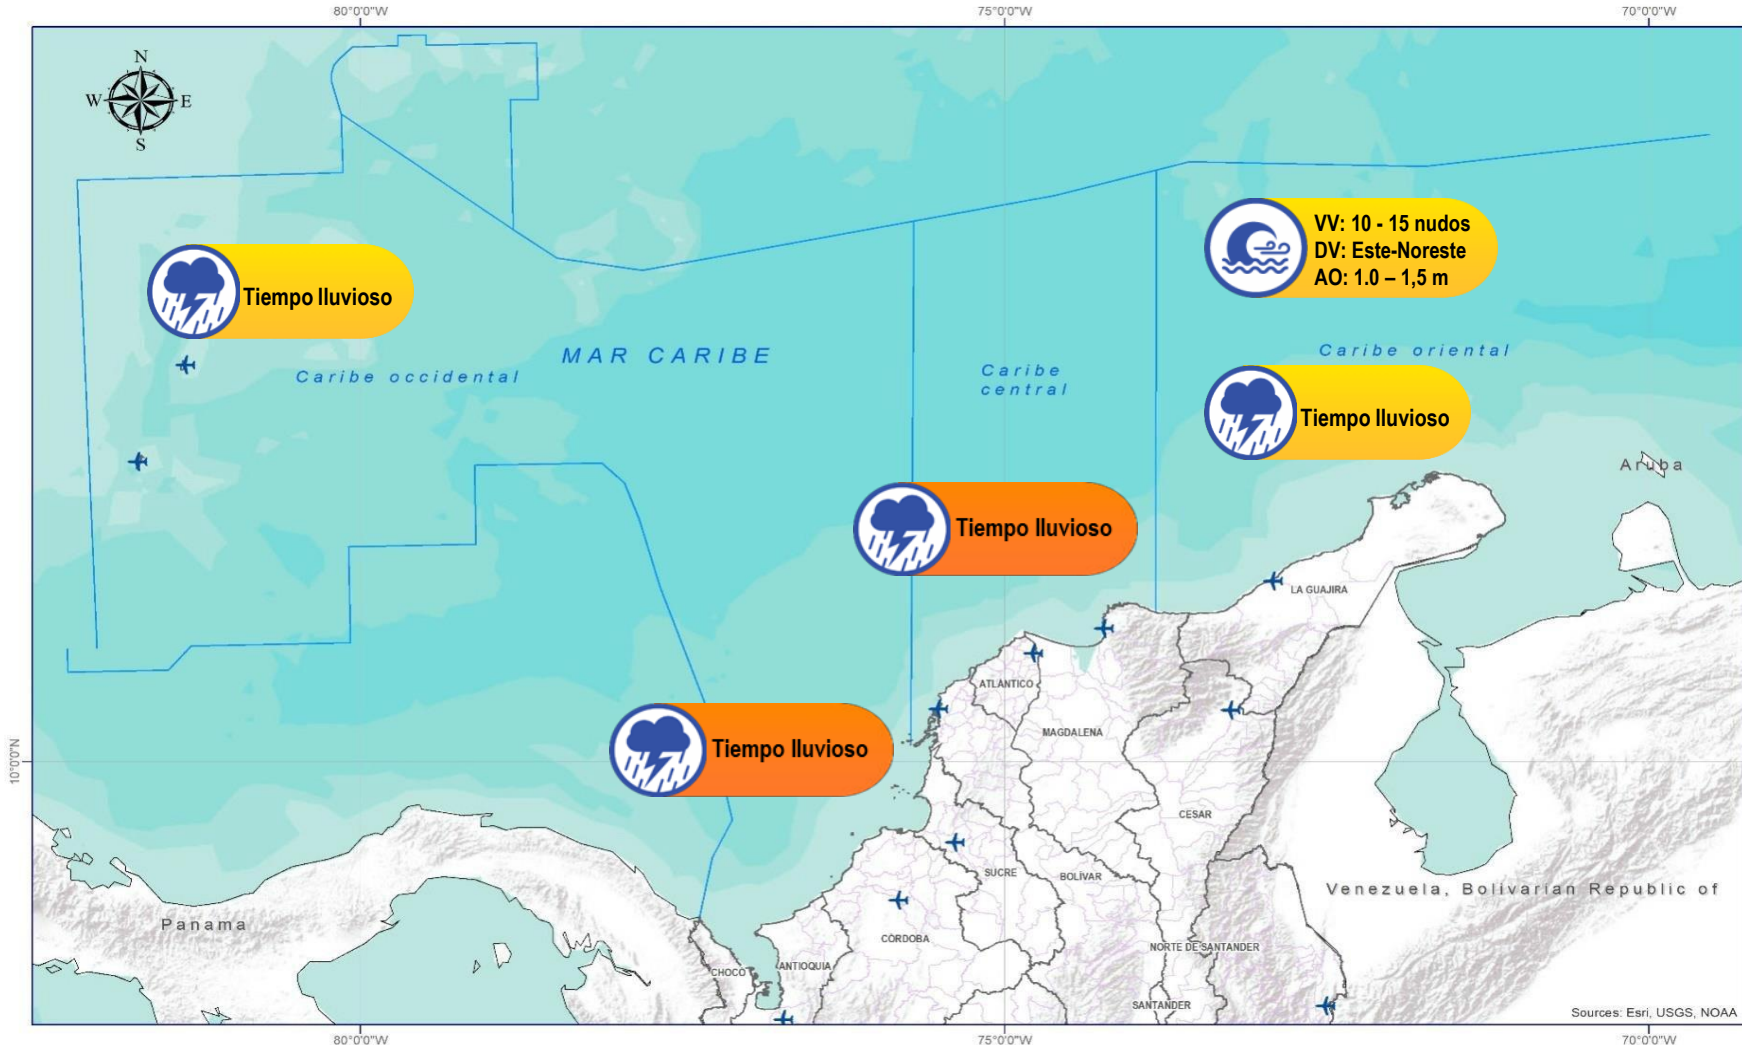 80°0'0"W
75°0'0"W
70°0'0"W
N
W
E
S
VV: 10 - 15 nudos
DV: Este-Noreste
AO: 1.0 – 1,5 m
Tiempo lluvioso
MAR CARIBE
Caribe occidental
Caribe
central
Caribe oriental
Tiempo lluvioso
Aruba
Tiempo lluvioso
LA GUAJIRA
ATLÁNTICO
MAGDALENA
Tiempo lluvioso
10°0'0"N
CESAR
SUCRE
BOLÍVAR
Venezuela, Bolivarian Republic of
Panama
CÓRDOBA
NORTE DE SANTANDER
CHOCÓ
ANTIOQUIA
SANTANDER
Sources: Esri, USGS, NOAA
80°0'0"W
75°0'0"W
70°0'0"W